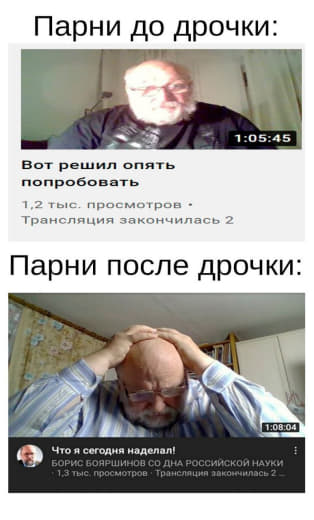 Парни до дрочки:
1:05:45
Вот решил опять
попробовать
1,2 тыс. просмотров •
Трансляция закончилась 2
Парни после дрочки:
1:08:04
Что я сегодня наделал!
БОРИС БОЯРШИНОВ СО ДНА РОССИЙСКОЙ НАУКИ
· 1,3 тыс. просмотров · Трансляция закончилась 2 ...